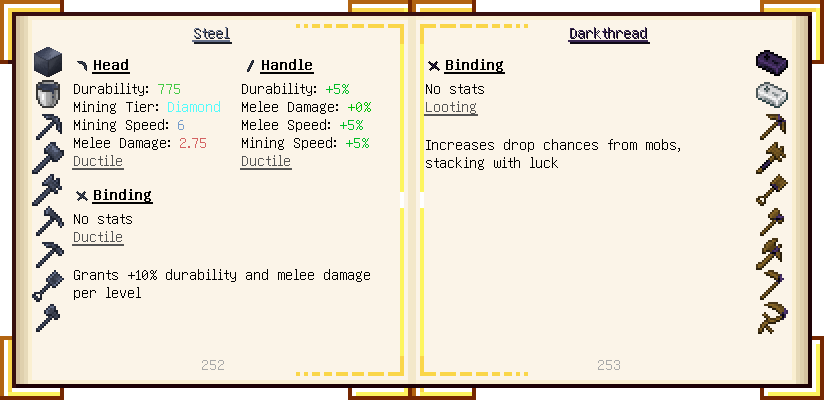 Steel
Head
Durability: 775
Mining Tier: Diamond
Mining Speed: 6
Melee Damage: 2.75
Ductile
Handle
Durability: +5%
Melee Damage: +0%
Melee Speed: +5%
Mining Speed: +5%
Ductile
Binding
No stats
Ductile
Grants +10% durability and melee damage
per level
252
Darkthread
Binding
No stats
Looting
Increases drop chances from mobs,
stacking with luck
253